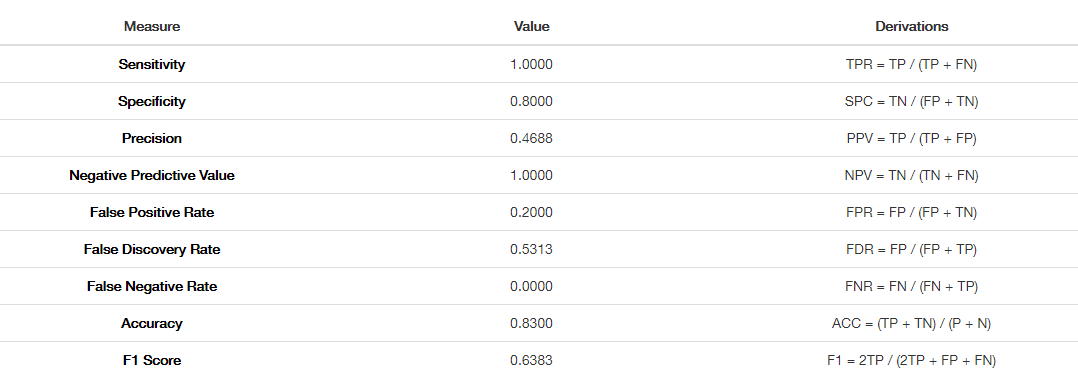 Measure Value Derivations
Sensitivity 1.0000 TPR = TP / (TP + FN)
Specificity 0.8000 SPC = TN / (FP + TN)
Precision 0.4688 PPV = TP / (TP + FP)
Negative Predictive Value 1.0000 NPV = TN / (TN + FN)
False Positive Rate 0.2000 FPR = FP / (FP + TN)
False Discovery Rate 0.5313 FDR = FP / (FP + TP)
False Negative Rate 0.0000 FNR = FN / (FN + TP)
Accuracy 0.8300 ACC = (TP + TN) / (P + N)
F1 Score 0.6383 F1 = 2TP / (2TP + FP + FN)